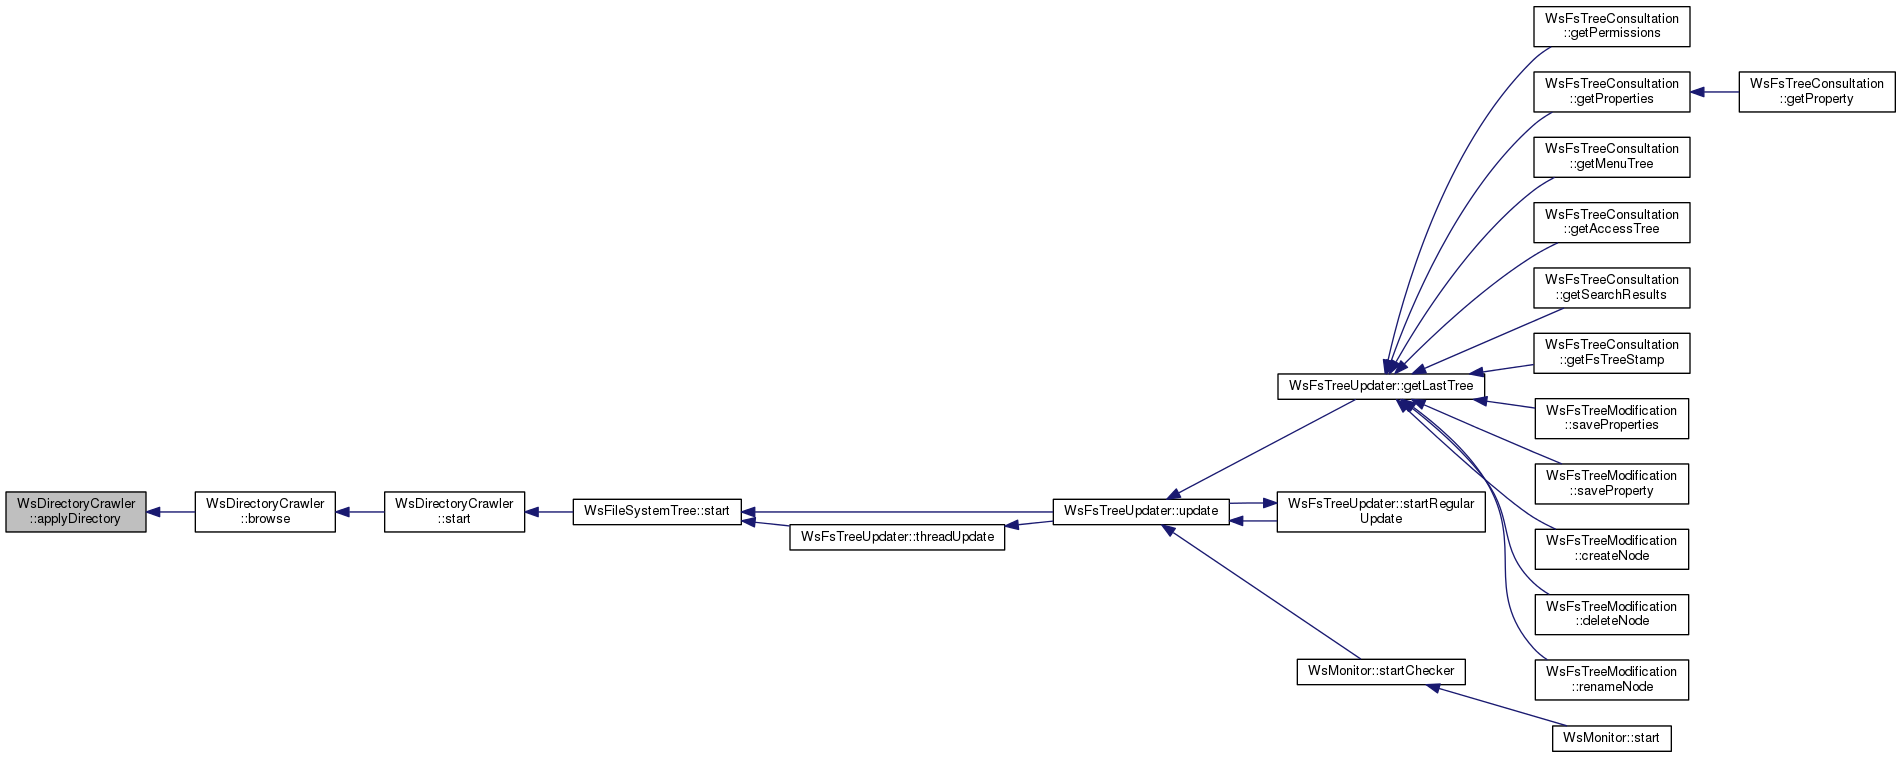 WsFsTreeConsultation
::getPermissions
WsFsTreeConsultation
::getProperties
WsFsTreeConsultation
::getProperty
WsFsTreeConsultation
::getMenuTree
WsFsTreeConsultation
::getAccessTree
WsFsTreeConsultation
::getSearchResults
WsFsTreeConsultation
::getFsTreeStamp
WsFsTreeUpdater::getLastTree
WsFsTreeModification
::saveProperties
WsFsTreeModification
::saveProperty
WsDirectoryCrawler
::applyDirectory
WsDirectoryCrawler
::browse
WsDirectoryCrawler
::start
WsFileSystemTree::start
WsFsTreeUpdater::threadUpdate
WsFsTreeUpdater::update
WsFsTreeUpdater::startRegular
Update
WsFsTreeModification
::createNode
WsFsTreeModification
::deleteNode
WsMonitor::startChecker
WsFsTreeModification
::renameNode
WsMonitor::start